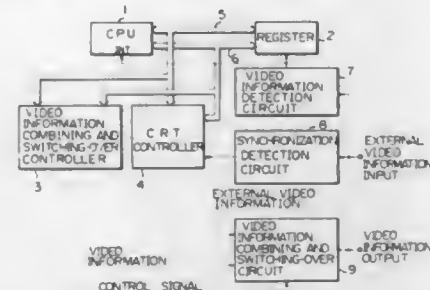 1
CPU
INT
5
REGISTER
2
6
VIDEO
INFORMATION
DETECTION
CIRCUIT
7
VIDEO
INFORMATION
COMBINING AND
SWITCHING-OVER
CONTROLLER
3
CRT
CONTROLLER
4
8
SYNCHRONIZATION
DETECTION
CIRCUIT
EXTERNAL
VIDEO
INFORMATION
INPUT
EXTERNAL VIDEO
INFORMATION
VIDEO
INFORMATION
COMBINING AND
SWITCHING-OVER
CIRCUIT
9
VIDEO
INFORMATION
OUTPUT
VIDEO
INFORMATION
CONTROL SIGNAL